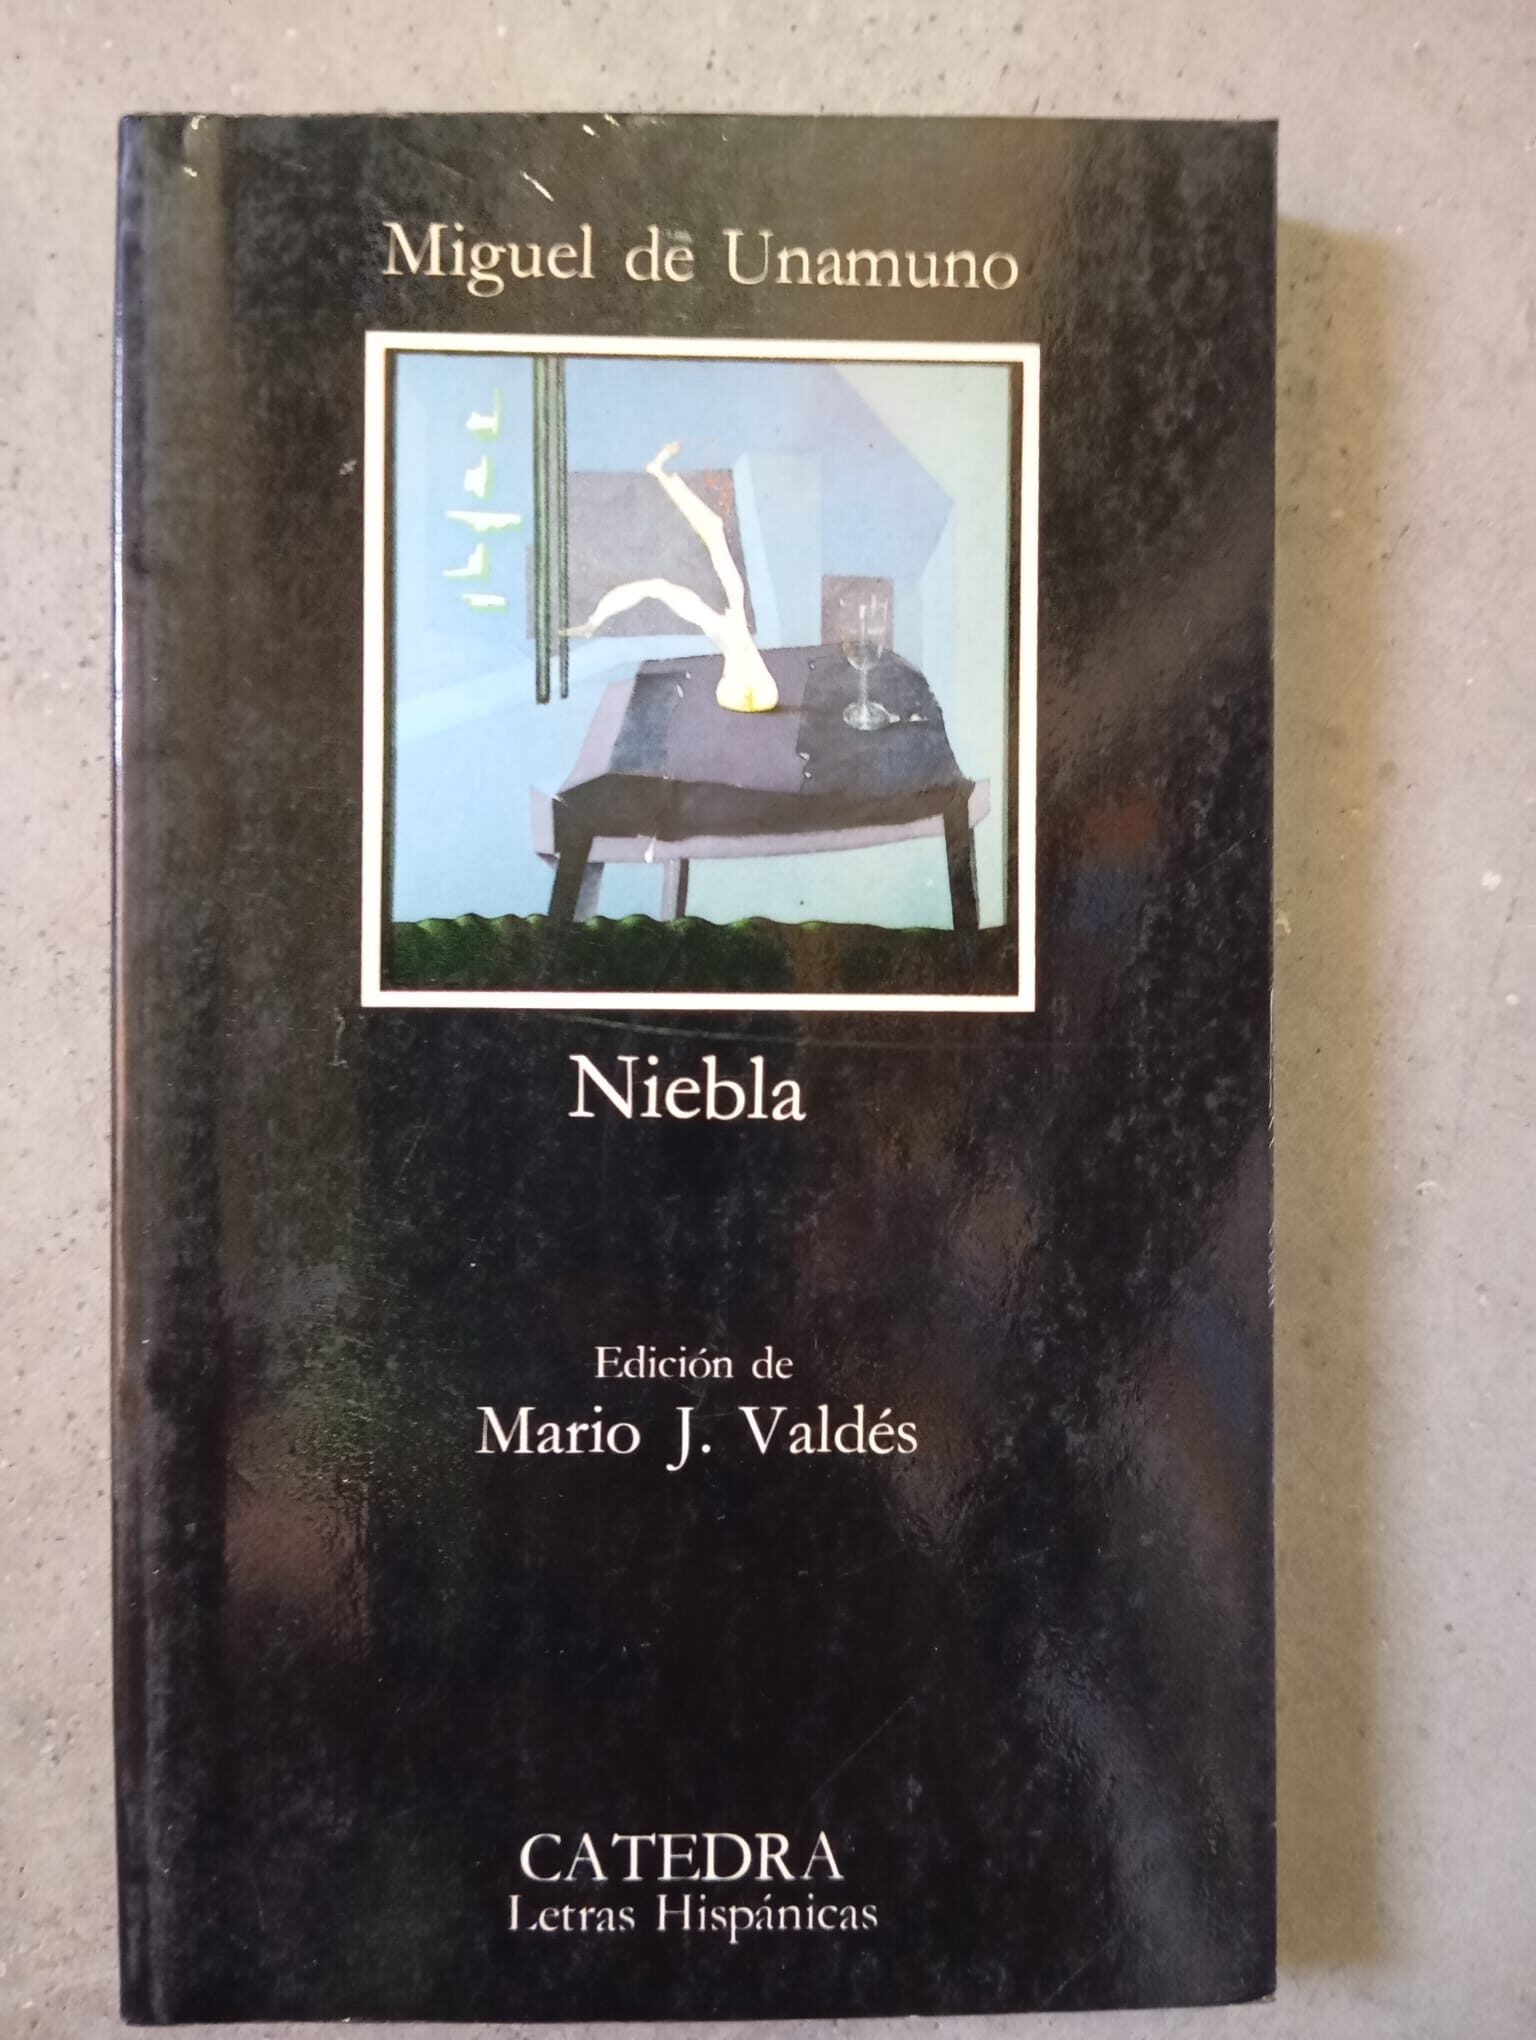 Miguel de Unamuno
Niebla
Edición de
Mario J. Valdés
CATEDRA
Letras Hispánicas